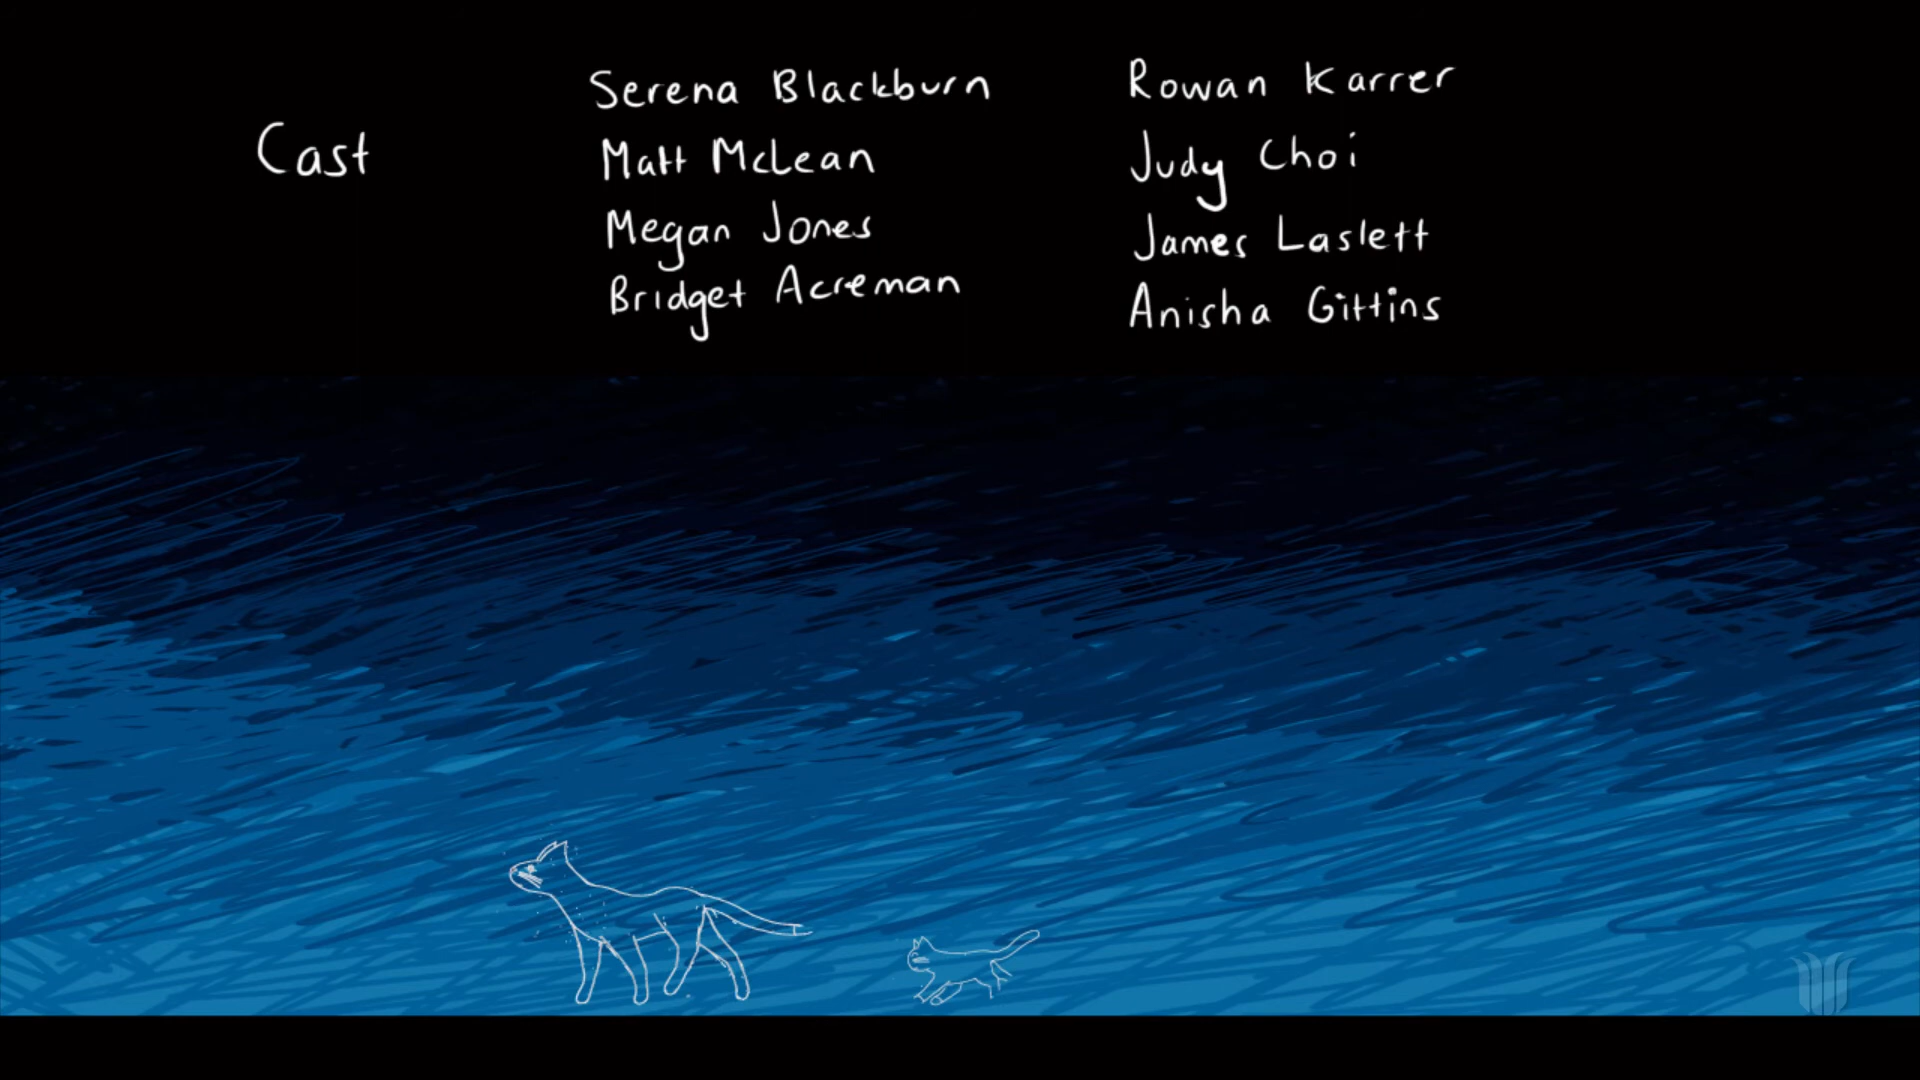 Cast
Serena Blackburn
Matt McLean
Megan Jones
Bridget Acreman
Rowan Karrer
Judy Choi
James Laslett
Anisha Gittins